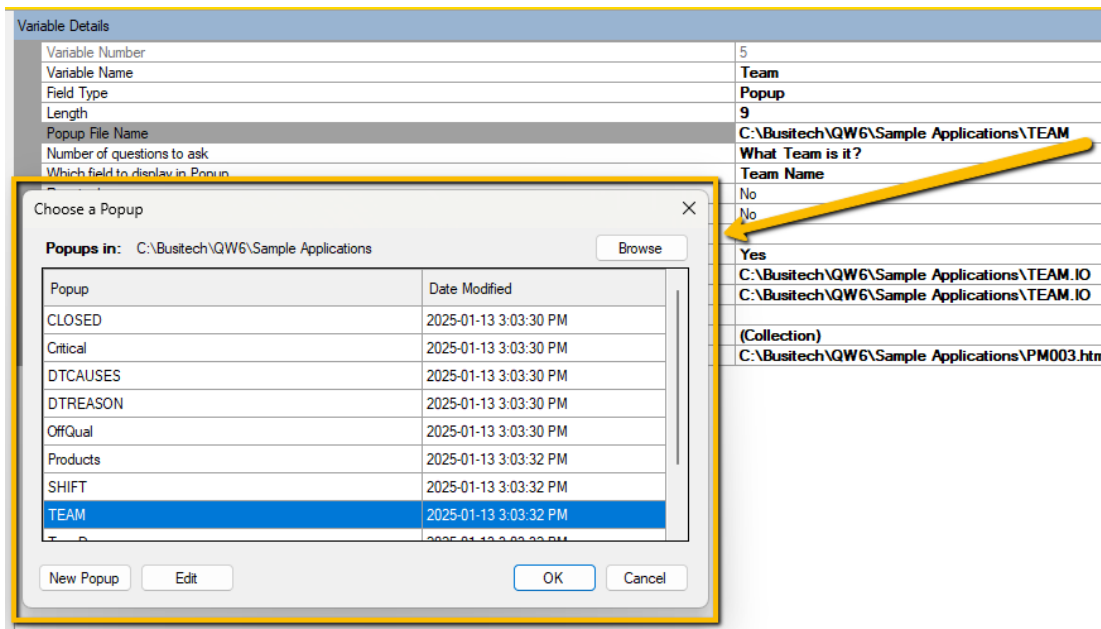 Variable Details
Variable Number 5
Variable Name Team
Field Type Popup
Length 9
Popup File Name C:\Busitech\QW6\Sample Applications\TEAM
Number of questions to ask What Team is it?
Which field to display in Popup Team Name
No
No
Yes
C:\Busitech\QW6\Sample Applications\TEAM.IO
C:\Busitech\QW6\Sample Applications\TEAM.IO
(Collection)
C:\Busitech\QW6\Sample Applications\PM003.htm
Choose a Popup
Popups in: C:\Busitech\QW6\Sample Applications Browse
Popup Date Modified
CLOSED 2025-01-13 3:03:30 PM
Critical 2025-01-13 3:03:30 PM
DTCAUSES 2025-01-13 3:03:30 PM
DTREASON 2025-01-13 3:03:30 PM
OffQual 2025-01-13 3:03:30 PM
Products 2025-01-13 3:03:32 PM
SHIFT 2025-01-13 3:03:32 PM
TEAM 2025-01-13 3:03:32 PM
New Popup Edit OK Cancel